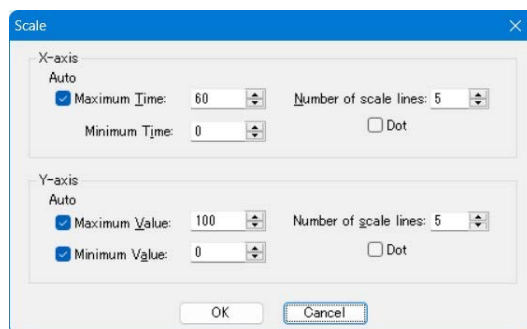 Scale
X-axis
Auto
Maximum Time: 60 Number of scale lines: 5
Minimum Time: 0 Dot
Y-axis
Auto
Maximum Value: 100 Number of scale lines: 5
Minimum Value: 0 Dot
OK Cancel